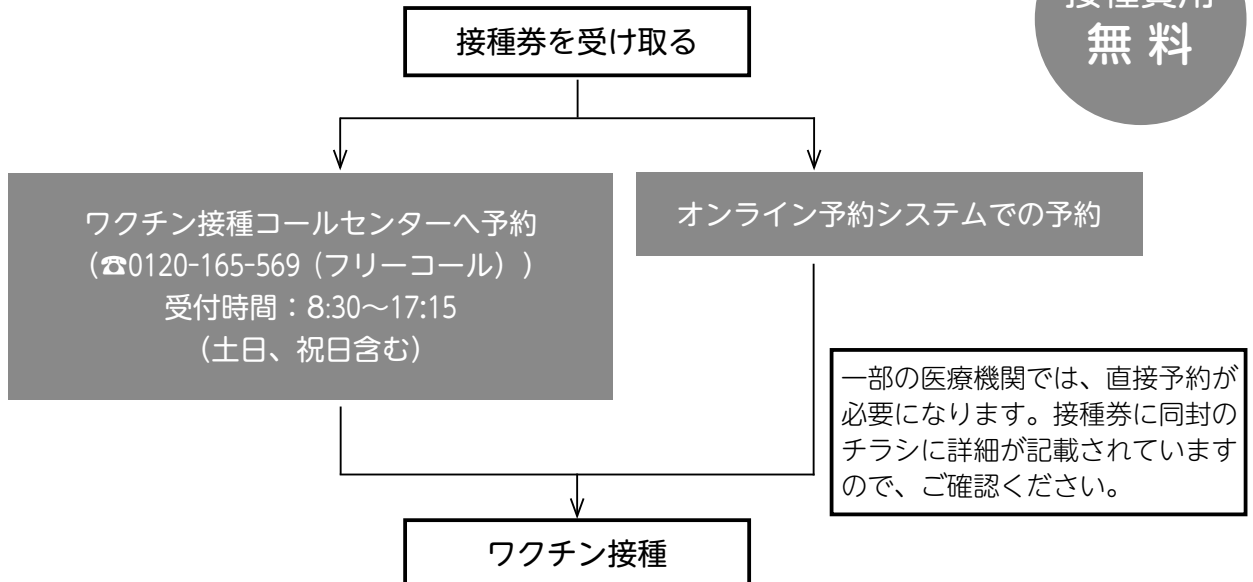 接種費用
無料
接種券を受け取る
ワクチン接種コールセンターへ予約
（☎0120-165-569（フリーコール））
受付時間：8:30～17:15
（土日、祝日含む）
オンライン予約システムでの予約
一部の医療機関では、直接予約が
必要になります。接種券に同封の
チラシに詳細が記載されています
ので、ご確認ください。
ワクチン接種